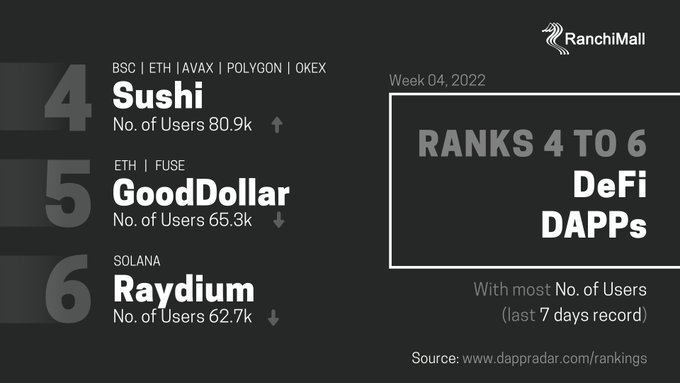 RanchiMall
4
BSC | ETH | AVAX | POLYGON | OKEX
Sushi
No. of Users 80.9k
5
ETH | FUSE
GoodDollar
No. of Users 65.3k
6
SOLANA
Raydium
No. of Users 62.7k
Week 04, 2022
RANKS 4 TO 6
DeFi
DAPPs
With most No. of Users
(last 7 days record)
Source: www.dappradar.com/rankings